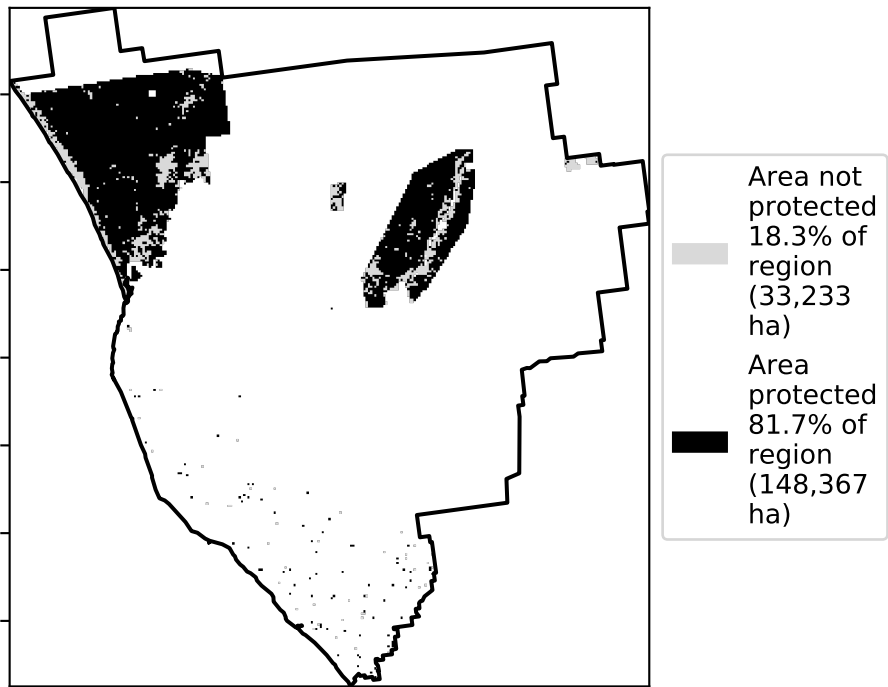 Area not
protected
18.3% of
region
(33,233
ha)
Area
protected
81.7% of
region
(148,367
ha)